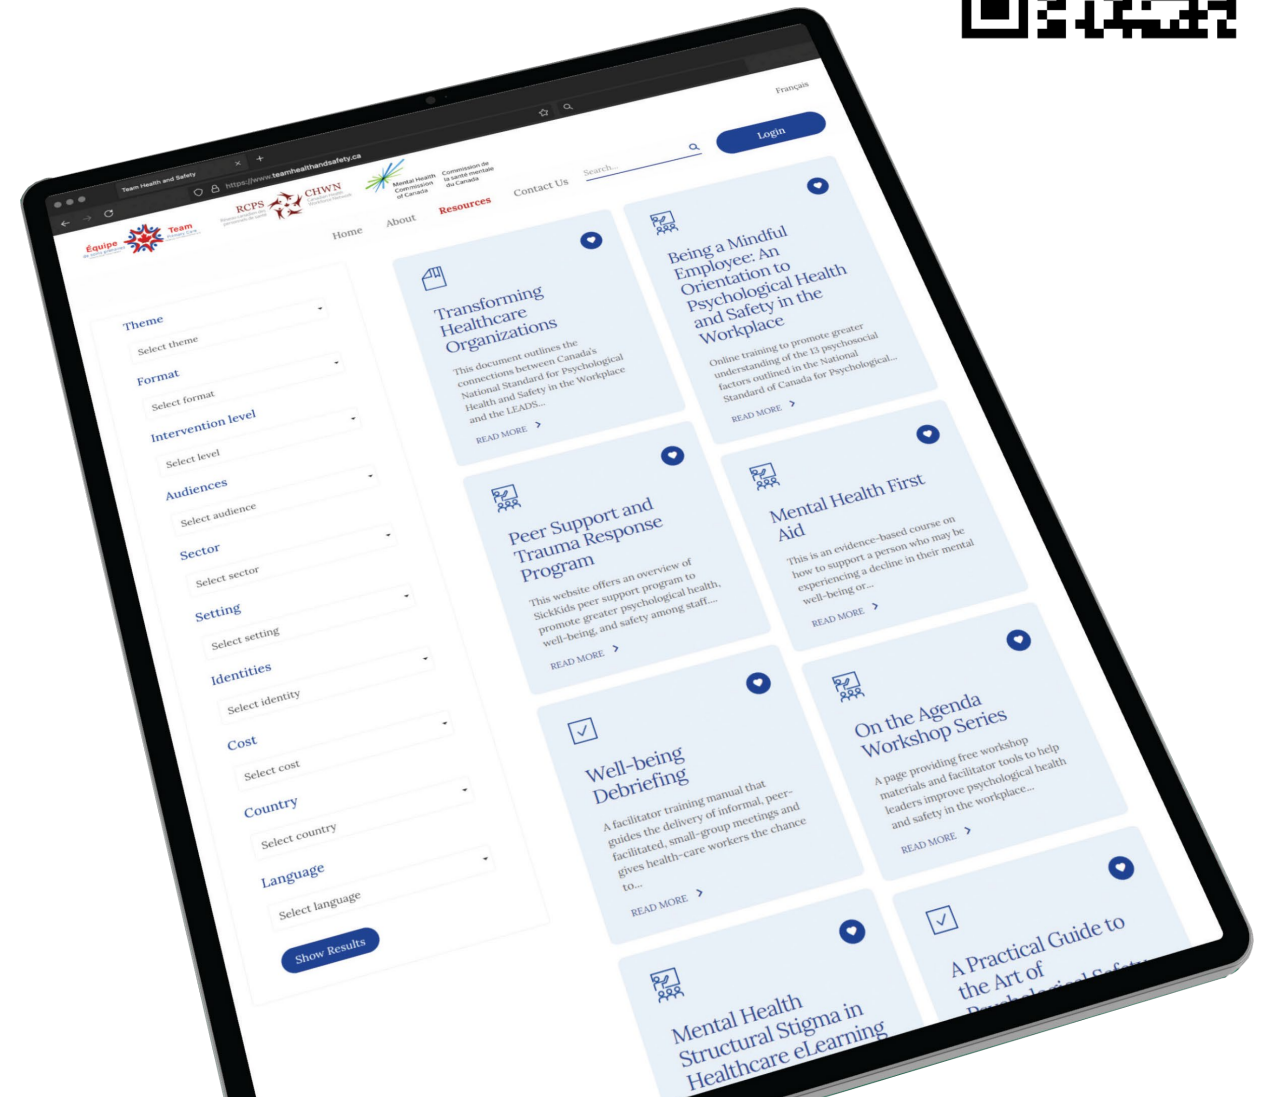 Team Health and Safety
https://www.teamhealthandsafety.ca
Français
Login
Équipe
Team
Primary Care
RCPS
CHWN
Mental Health
Commission
of Canada
Commission de
la santé mentale
du Canada
Home
About
Resources
Contact Us
Search...
Theme
Select theme
Format
Select format
Intervention level
Select level
Audiences
Select audience
Sector
Select sector
Setting
Select setting
Identities
Select identity
Cost
Select cost
Country
Select country
Language
Select language
Show Results
Transforming
Healthcare
Organizations
This document outlines the
connections between Canada's
National Standard for Psychological
Health and Safety in the Workplace
and the LEADS...
READ MORE
Being a Mindful
Employee: An
Orientation to
Psychological Health
and Safety in the
Workplace
Online training to promote greater
understanding of the 13 psychosocial
factors outlined in the National
Standard of Canada for Psychological...
READ MORE
Peer Support and
Trauma Response
Program
This website offers an overview of
SickKids peer support program to
promote greater psychological health,
well-being, and safety among staff....
READ MORE
Mental Health First
Aid
This is an evidence-based course on
how to support a person who may be
experiencing a decline in their mental
well-being or...
READ MORE
Well-being
Debriefing
A facilitator training manual that
guides the delivery of informal, peer-
facilitated, small-group meetings and
gives health-care workers the chance
to...
READ MORE
On the Agenda
Workshop Series
A page providing free workshop
materials and facilitator tools to help
leaders improve psychological health
and safety in the workplace...
READ MORE
Mental Health
Structural Stigma in
Healthcare eLearning
A Practical Guide to
the Art of
Psychological Safety